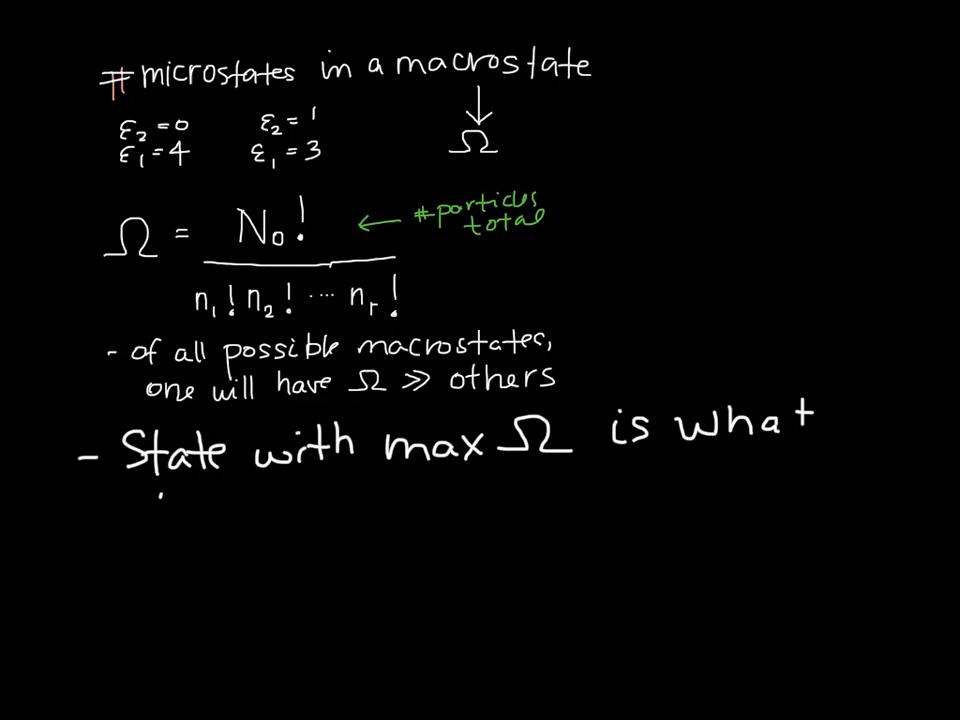 # microstates in a macrostate
ε₂ = 0 ε₂ = 1
ε₁ = 4 ε₁ = 3
Ω
Ω = N₀! / n₁! n₂! ... nᵣ!
← # particles
total
- of all possible macrostates,
one will have Ω >> others
- State with max Ω is what